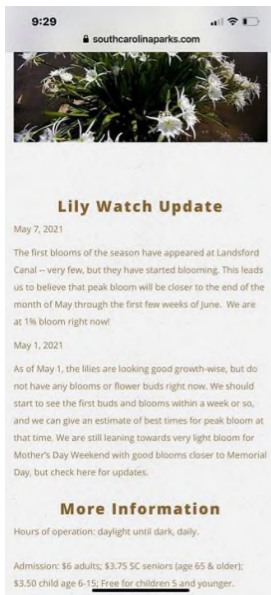 9:29
southcarolinaparks.com
Lily Watch Update
May 7, 2021
The first blooms of the season have appeared at Landsford
Canal -- very few, but they have started blooming. This leads
us to believe that peak bloom will be closer to the end of the
month of May through the first few weeks of June.  We are
at 1% bloom right now!
May 1, 2021
As of May 1, the lilies are looking good growth-wise, but do
not have any blooms or flower buds right now. We should
start to see the first buds and blooms within a week or so,
and we can give an estimate of best times for peak bloom at
that time. We are still leaning towards very light bloom for
Mother's Day Weekend with good blooms closer to Memorial
Day, but check here for updates.
More Information
Hours of operation: daylight until dark, daily.
Admission: $6 adults; $3.75 SC seniors (age 65 & older);
$3.50 child age 6-15; Free for children 5 and younger.